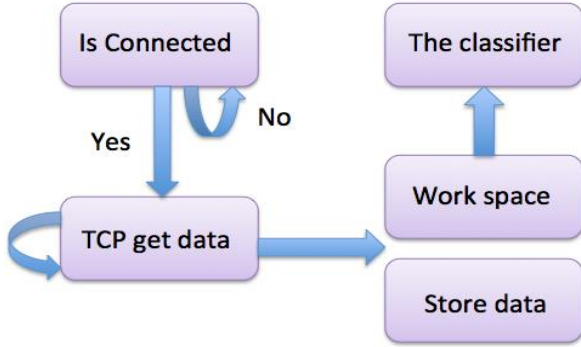 Is Connected
The classifier
No
Yes
Work space
TCP get data
Store data